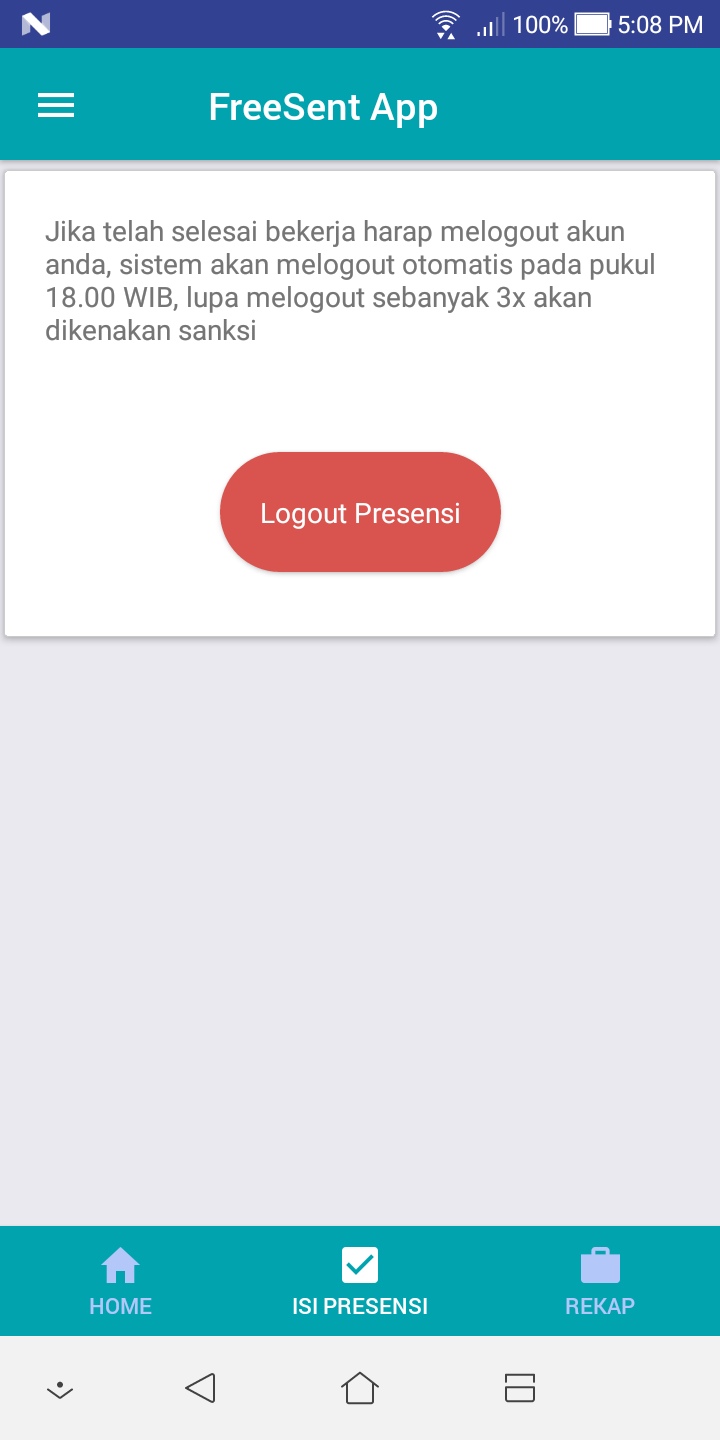 100% 5:08 PM
FreeSent App
Jika telah selesai bekerja harap melogout akun
anda, sistem akan melogout otomatis pada pukul
18.00 WIB, lupa melogout sebanyak 3x akan
dikenakan sanksi
Logout Presensi
HOME ISI PRESENSI REKAP